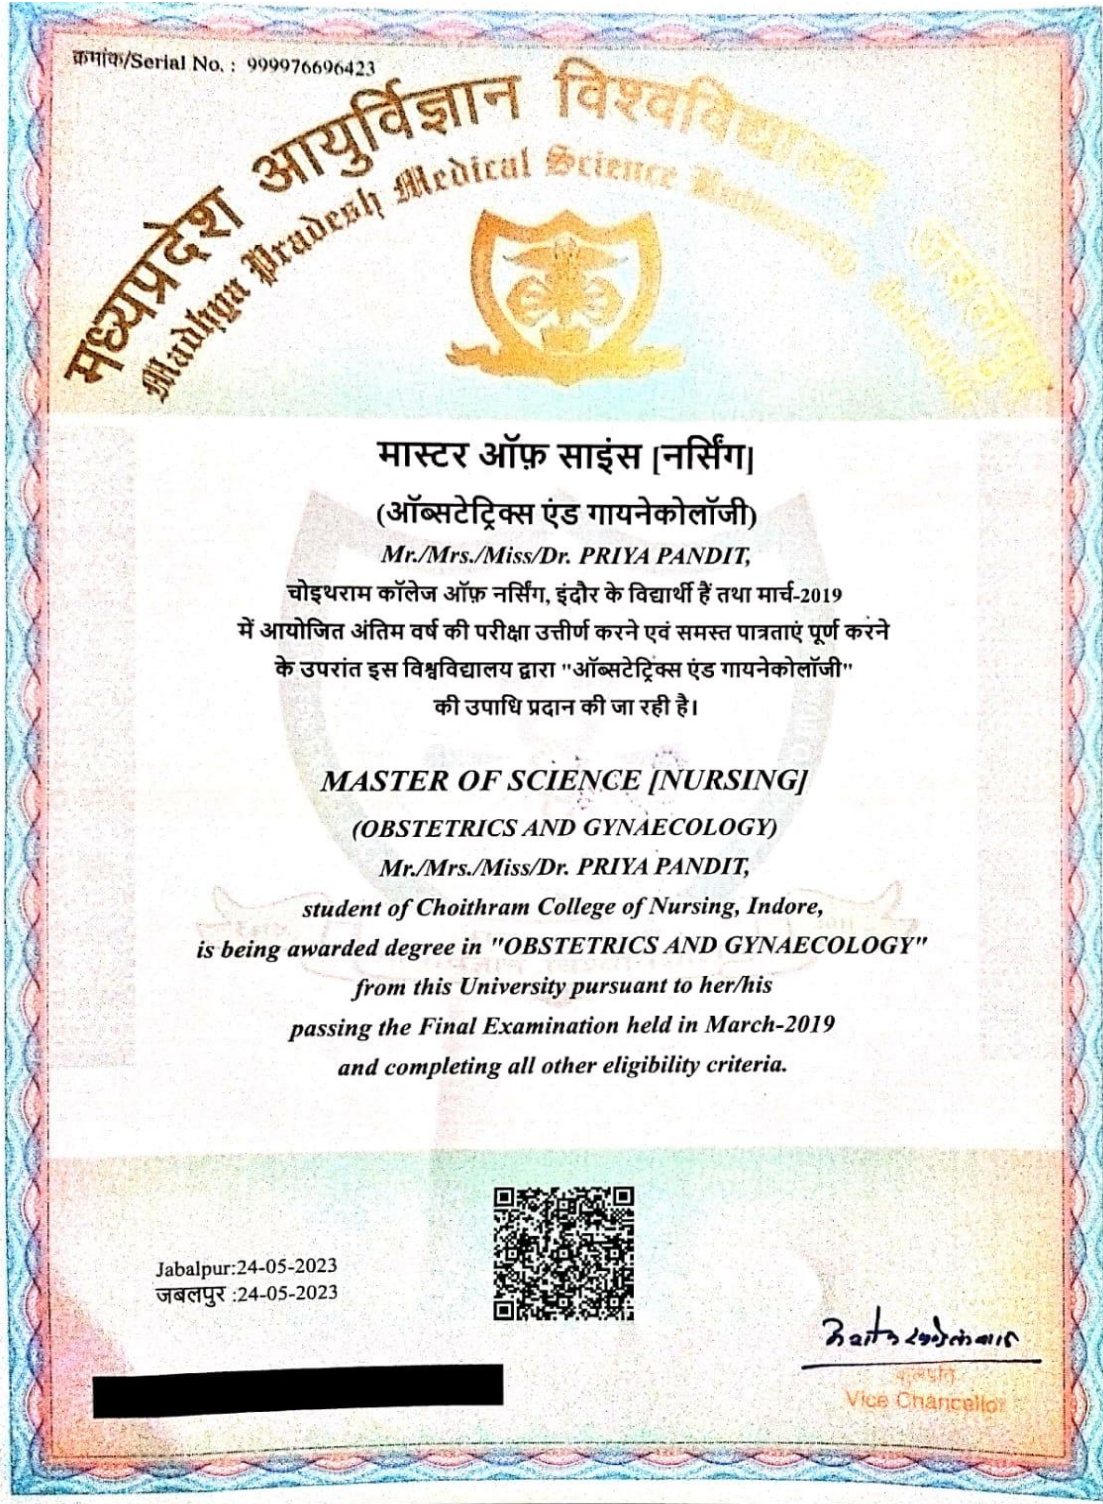 क्रमांक/Serial No. : 999976696423
मध्यप्रदेश आयुर्विज्ञान विश्वविद्यालय, जबलपुर
Madhya Pradesh Medical Science University, Jabalpur
मास्टर ऑफ़ साइंस [नर्सिंग]
(ऑब्सटेट्रिक्स एंड गायनेकोलॉजी)
Mr./Mrs./Miss/Dr. PRIYA PANDIT,
चोइथराम कॉलेज ऑफ़ नर्सिंग, इंदौर के विद्यार्थी हैं तथा मार्च-2019
में आयोजित अंतिम वर्ष की परीक्षा उत्तीर्ण करने एवं समस्त पात्रताएं पूर्ण करने
के उपरांत इस विश्वविद्यालय द्वारा "ऑब्सटेट्रिक्स एंड गायनेकोलॉजी"
की उपाधि प्रदान की जा रही है।
MASTER OF SCIENCE [NURSING]
(OBSTETRICS AND GYNAECOLOGY)
Mr./Mrs./Miss/Dr. PRIYA PANDIT,
student of Choithram College of Nursing, Indore,
is being awarded degree in "OBSTETRICS AND GYNAECOLOGY"
from this University pursuant to her/his
passing the Final Examination held in March-2019
and completing all other eligibility criteria.
Jabalpur:24-05-2023
जबलपुर :24-05-2023
कुलपति
Vice Chancellor